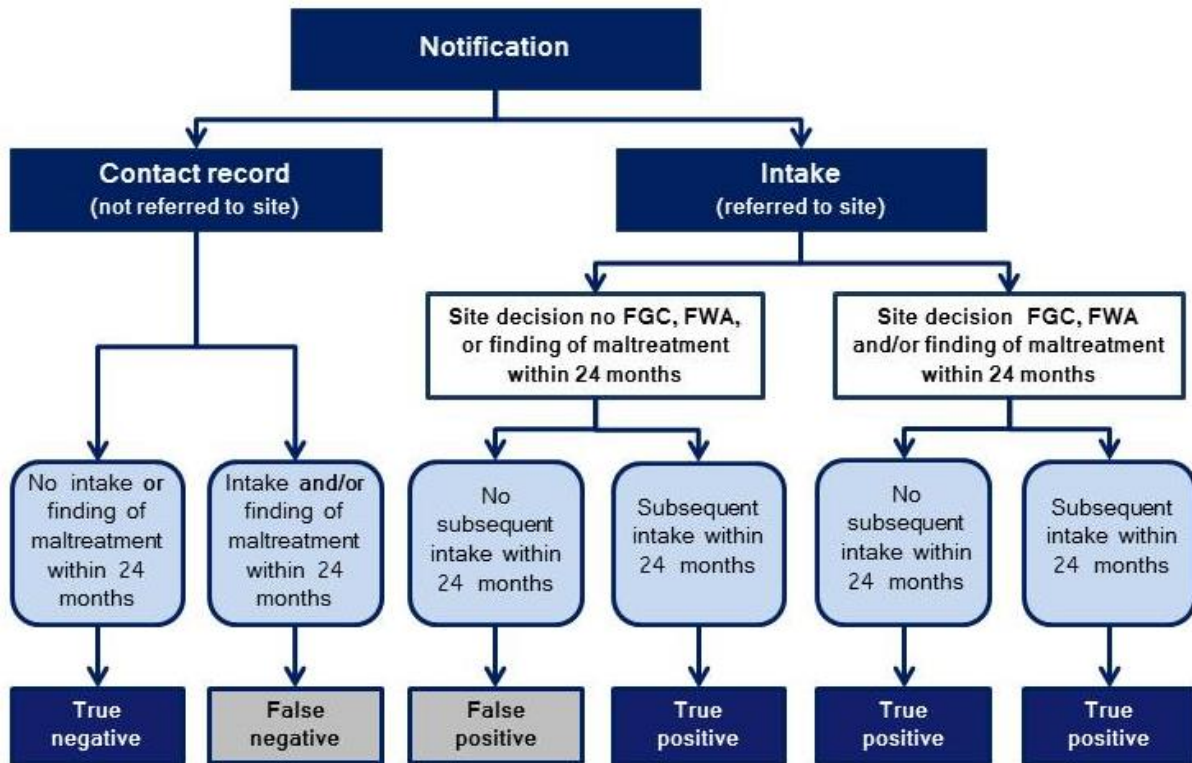 Notification
Contact record
(not referred to site)
Intake
(referred to site)
Site decision no FGC, FWA,
or finding of maltreatment
within 24 months
Site decision FGC, FWA
and/or finding of maltreatment
within 24 months
No intake or
finding of
maltreatment
within 24
months
Intake and/or
finding of
maltreatment
within 24
months
No
subsequent
intake within
24 months
Subsequent
intake within
24 months
No
subsequent
intake within
24 months
Subsequent
intake within
24 months
True
negative
False
negative
False
positive
True
positive
True
positive
True
positive